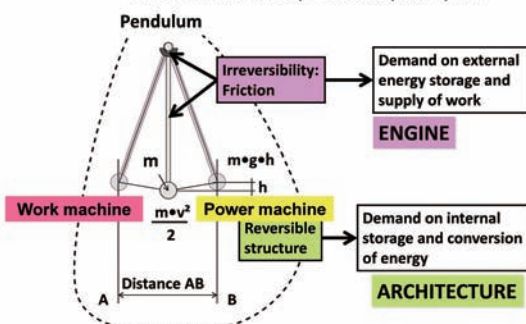 Pendulum
Irreversibility:
Friction
Demand on external
energy storage and
supply of work
ENGINE
m
m•g•h
h
Work machine
m•v²
2
Power machine
Reversible
structure
Demand on internal
storage and conversion
of energy
ARCHITECTURE
Distance AB
A
B